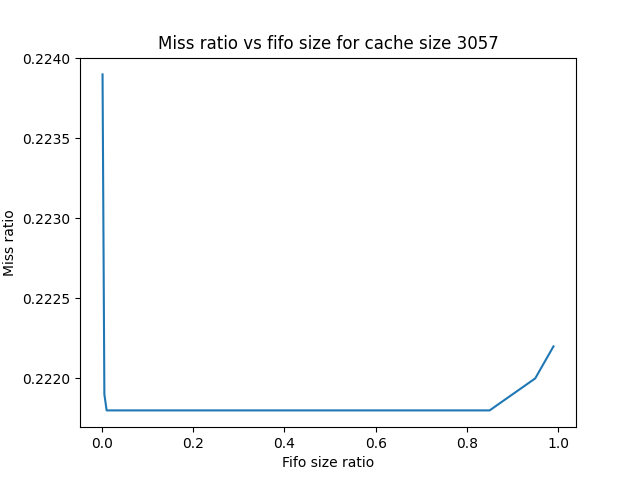 Miss ratio vs fifo size for cache size 3057
0.2240
0.2235
0.2230
0.2225
0.2220
Miss ratio
0.0 0.2 0.4 0.6 0.8 1.0
Fifo size ratio